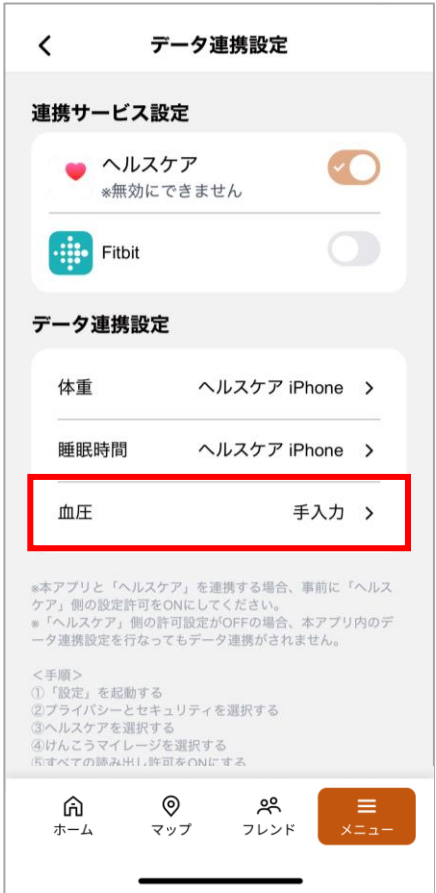 データ連携設定
連携サービス設定
ヘルスケア
※無効にできません
Fitbit
データ連携設定
体重 ヘルスケア iPhone
睡眠時間 ヘルスケア iPhone
血圧 手入力
※本アプリと「ヘルスケア」を連携する場合、事前に「ヘルス
ケア」側の設定許可をONにしてください。
※「ヘルスケア」側の許可設定がOFFの場合、本アプリ内のデ
ータ連携設定を行なってもデータ連携がされません。
＜手順＞
①「設定」を起動する
②プライバシーとセキュリティを選択する
③ヘルスケアを選択する
④けんこうマイレージを選択する
⑤すべての読み出し許可をONにする
ホーム マップ フレンド メニュー